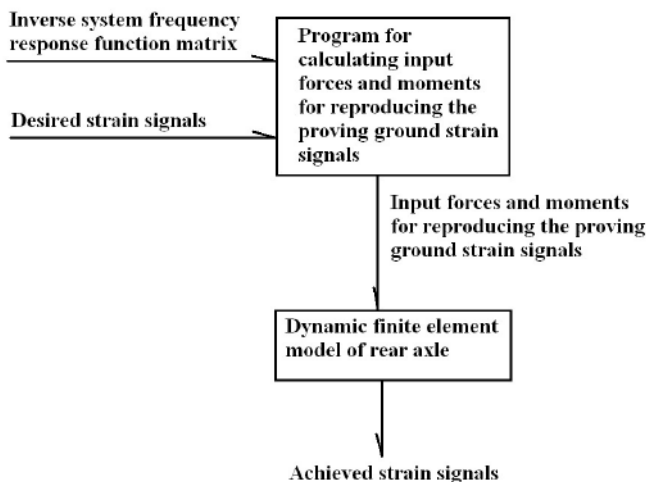 Inverse system frequency
response function matrix
Desired strain signals
Program for
calculating input
forces and moments
for reproducing the
proving ground strain
signals
Input forces and moments
for reproducing the proving
ground strain signals
Dynamic finite element
model of rear axle
Achieved strain signals